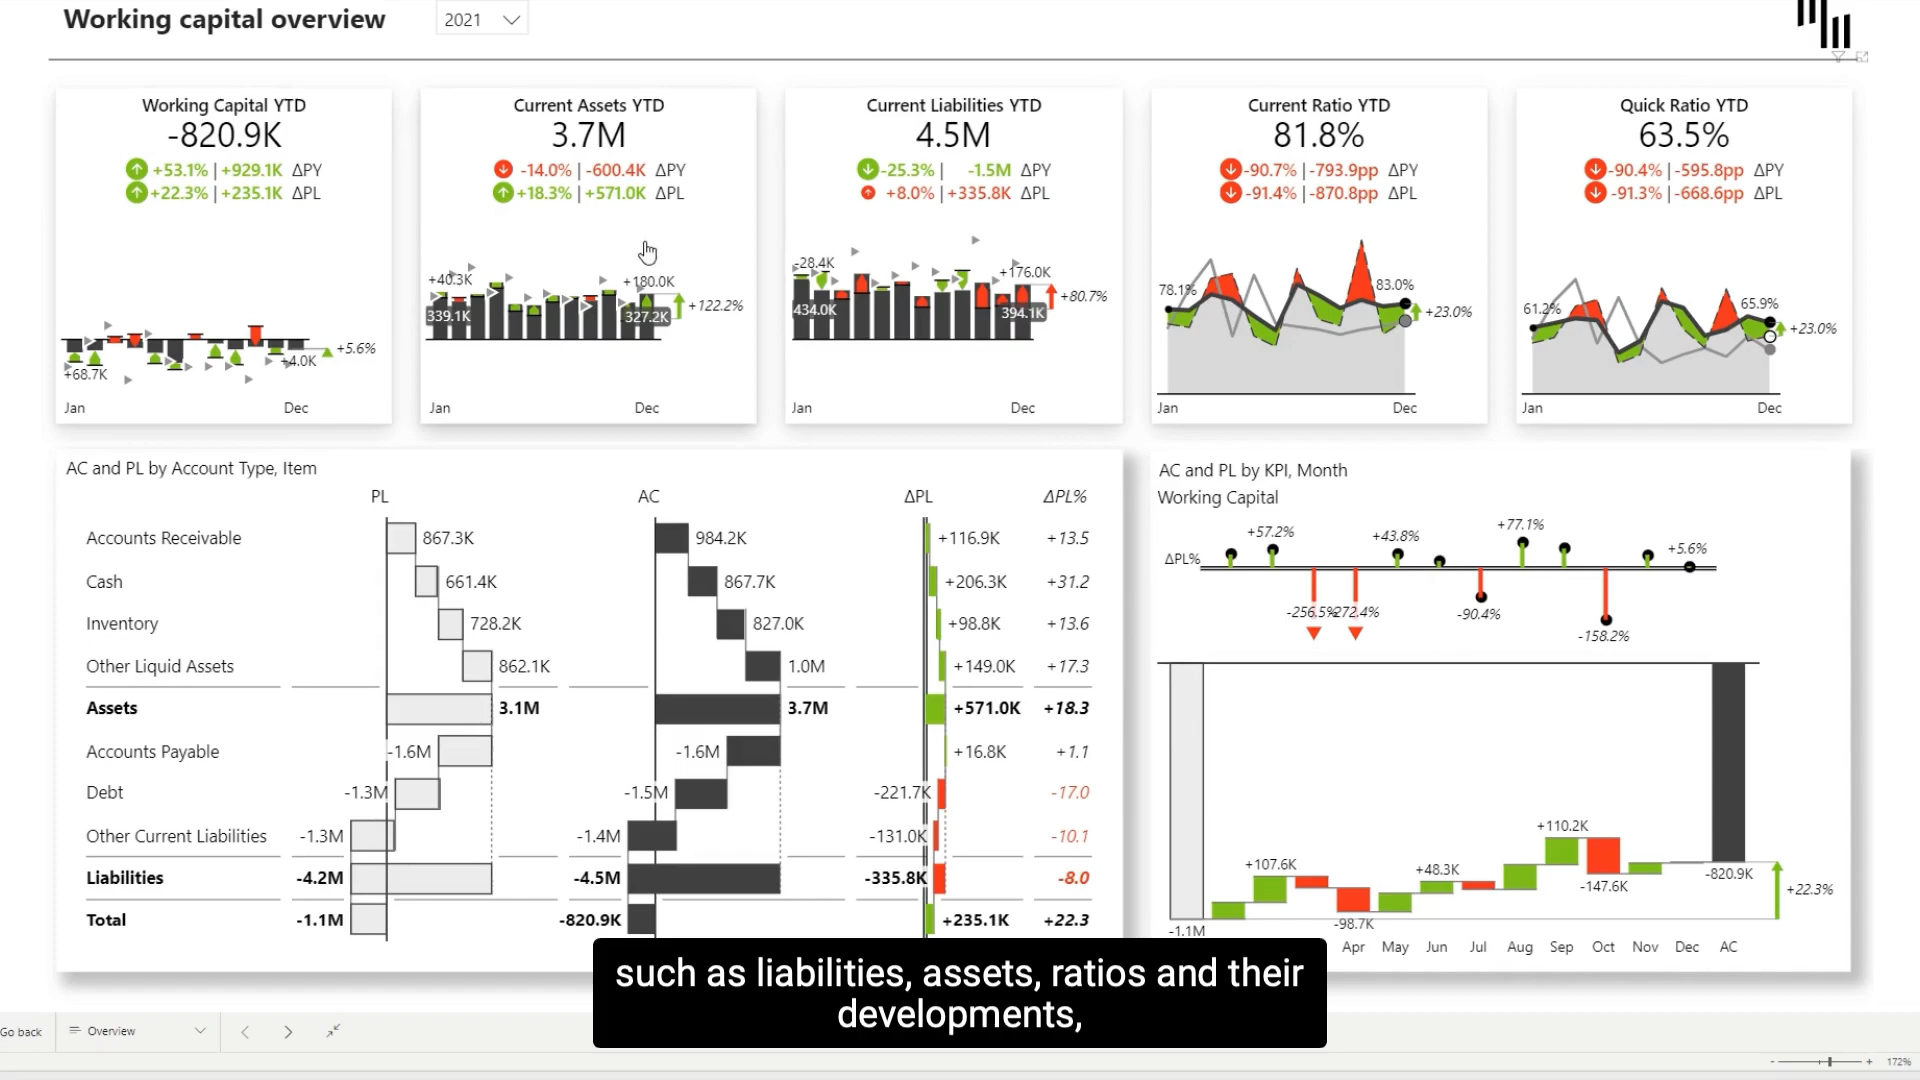 Working capital overview
2021
Working Capital YTD
-820.9K
+53.1% | +929.1K ΔPY
+22.3% | +235.1K ΔPL
+68.7K
+4.0K
+5.6%
Jan Dec
Current Assets YTD
3.7M
-14.0% | -600.4K ΔPY
+18.3% | +571.0K ΔPL
+40.3K
+180.0K
339.1K
327.2K
+122.2%
Jan Dec
Current Liabilities YTD
4.5M
-25.3% | -1.5M ΔPY
+8.0% | +335.8K ΔPL
-28.4K
+176.0K
434.0K
394.1K
+80.7%
Jan Dec
Current Ratio YTD
81.8%
-90.7% | -793.9pp ΔPY
-91.4% | -870.8pp ΔPL
78.1%
83.0%
+23.0%
Jan Dec
Quick Ratio YTD
63.5%
-90.4% | -595.8pp ΔPY
-91.3% | -668.6pp ΔPL
61.2%
65.9%
+23.0%
Jan Dec
AC and PL by Account Type, Item
PL AC ΔPL ΔPL%
Accounts Receivable 867.3K 984.2K +116.9K +13.5
Cash 661.4K 867.7K +206.3K +31.2
Inventory 728.2K 827.0K +98.8K +13.6
Other Liquid Assets 862.1K 1.0M +149.0K +17.3
Assets 3.1M 3.7M +571.0K +18.3
Accounts Payable -1.6M -1.6M +16.8K +1.1
Debt -1.3M -1.5M -221.7K -17.0
Other Current Liabilities -1.3M -1.4M -131.0K -10.1
Liabilities -4.2M -4.5M -335.8K -8.0
Total -1.1M -820.9K +235.1K +22.3
AC and PL by KPI, Month
Working Capital
ΔPL%
+57.2%
-256.5%
-272.4%
+43.8%
-90.4%
+77.1%
-158.2%
+5.6%
-1.1M
+107.6K
-98.7K
+48.3K
+110.2K
-147.6K
-820.9K
+22.3%
Apr May Jun Jul Aug Sep Oct Nov Dec AC
such as liabilities, assets, ratios and their
developments,
Go back
Overview
- + 172%